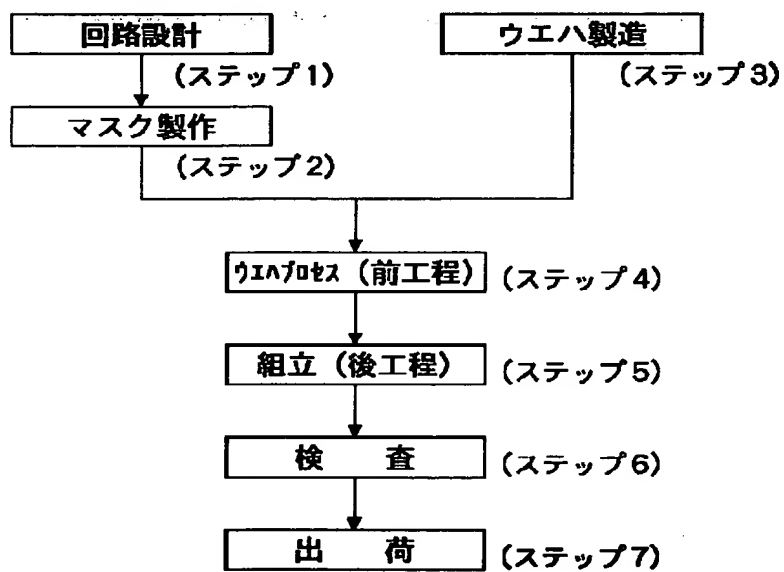 回路設計
(ステップ1)
マスク製作
(ステップ2)
ウエハ製造
(ステップ3)
ウエハプロセス(前工程)
(ステップ4)
組立(後工程)
(ステップ5)
検 査
(ステップ6)
出 荷
(ステップ7)